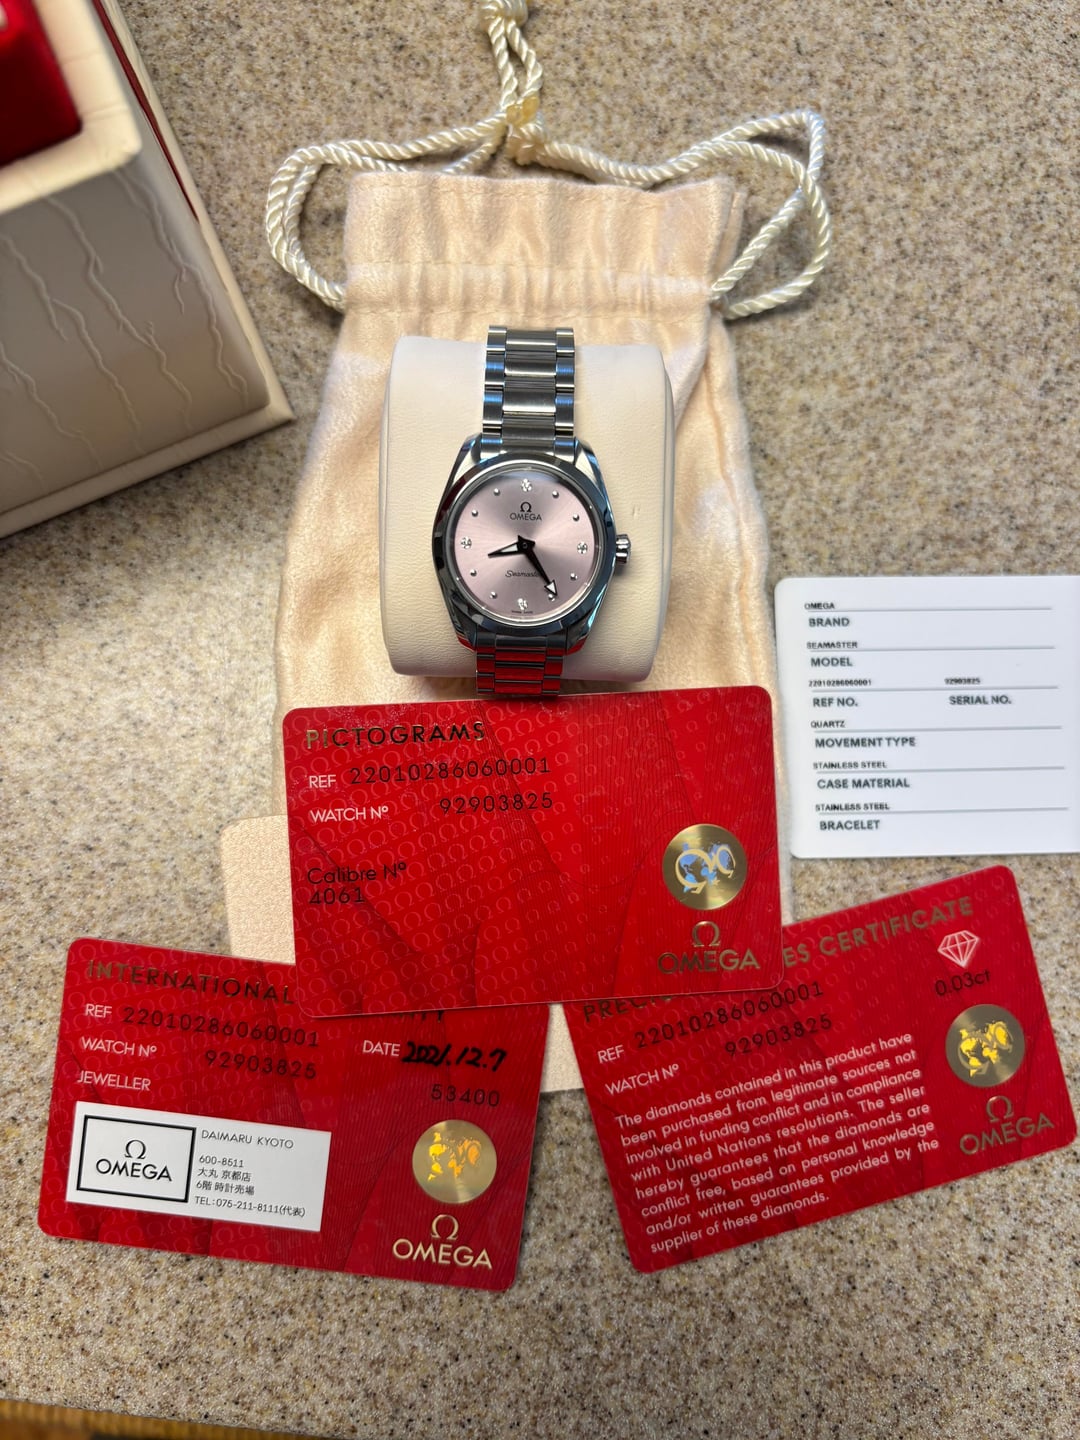 Ω
OMEGA
Seamaster
OMEGA
BRAND
SEAMASTER
MODEL
22010286060001 92903825
REF NO. SERIAL NO.
QUARTZ
MOVEMENT TYPE
STAINLESS STEEL
CASE MATERIAL
STAINLESS STEEL
BRACELET
PICTOGRAMS
REF 22010286060001
WATCH Nº 92903825
Calibre Nº
4061
Ω
OMEGA
INTERNATIONAL
REF 22010286060001
WATCH Nº 92903825
DATE 2021.12.7
JEWELLER
53400
Ω
OMEGA
DAIMARU KYOTO
600-8511
大丸 京都店
6階 時計売場
TEL:075-211-8111(代表)
Ω
OMEGA
ES CERTIFICATE
REF 22010286060001
WATCH Nº 92903825
0.03ct
The diamonds contained in this product have
been purchased from legitimate sources not
involved in funding conflict and in compliance
with United Nations resolutions. The seller
hereby guarantees that the diamonds are
conflict free, based on personal knowledge
and/or written guarantees provided by the
supplier of these diamonds.
Ω
OMEGA